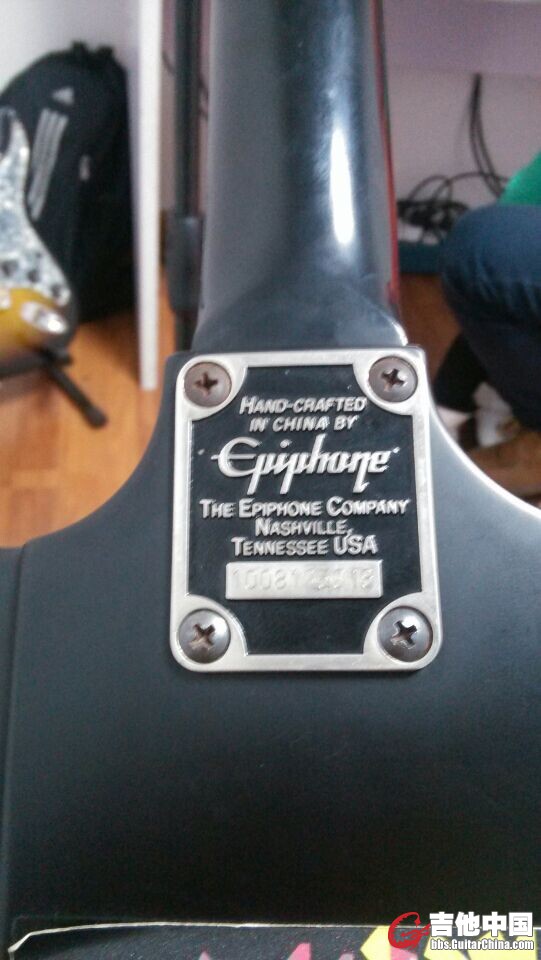 HAND-CRAFTED
IN CHINA BY
Epiphone
THE EPIPHONE COMPANY
NASHVILLE,
TENNESSEE USA
吉他中国
bbs.GuitarChina.com